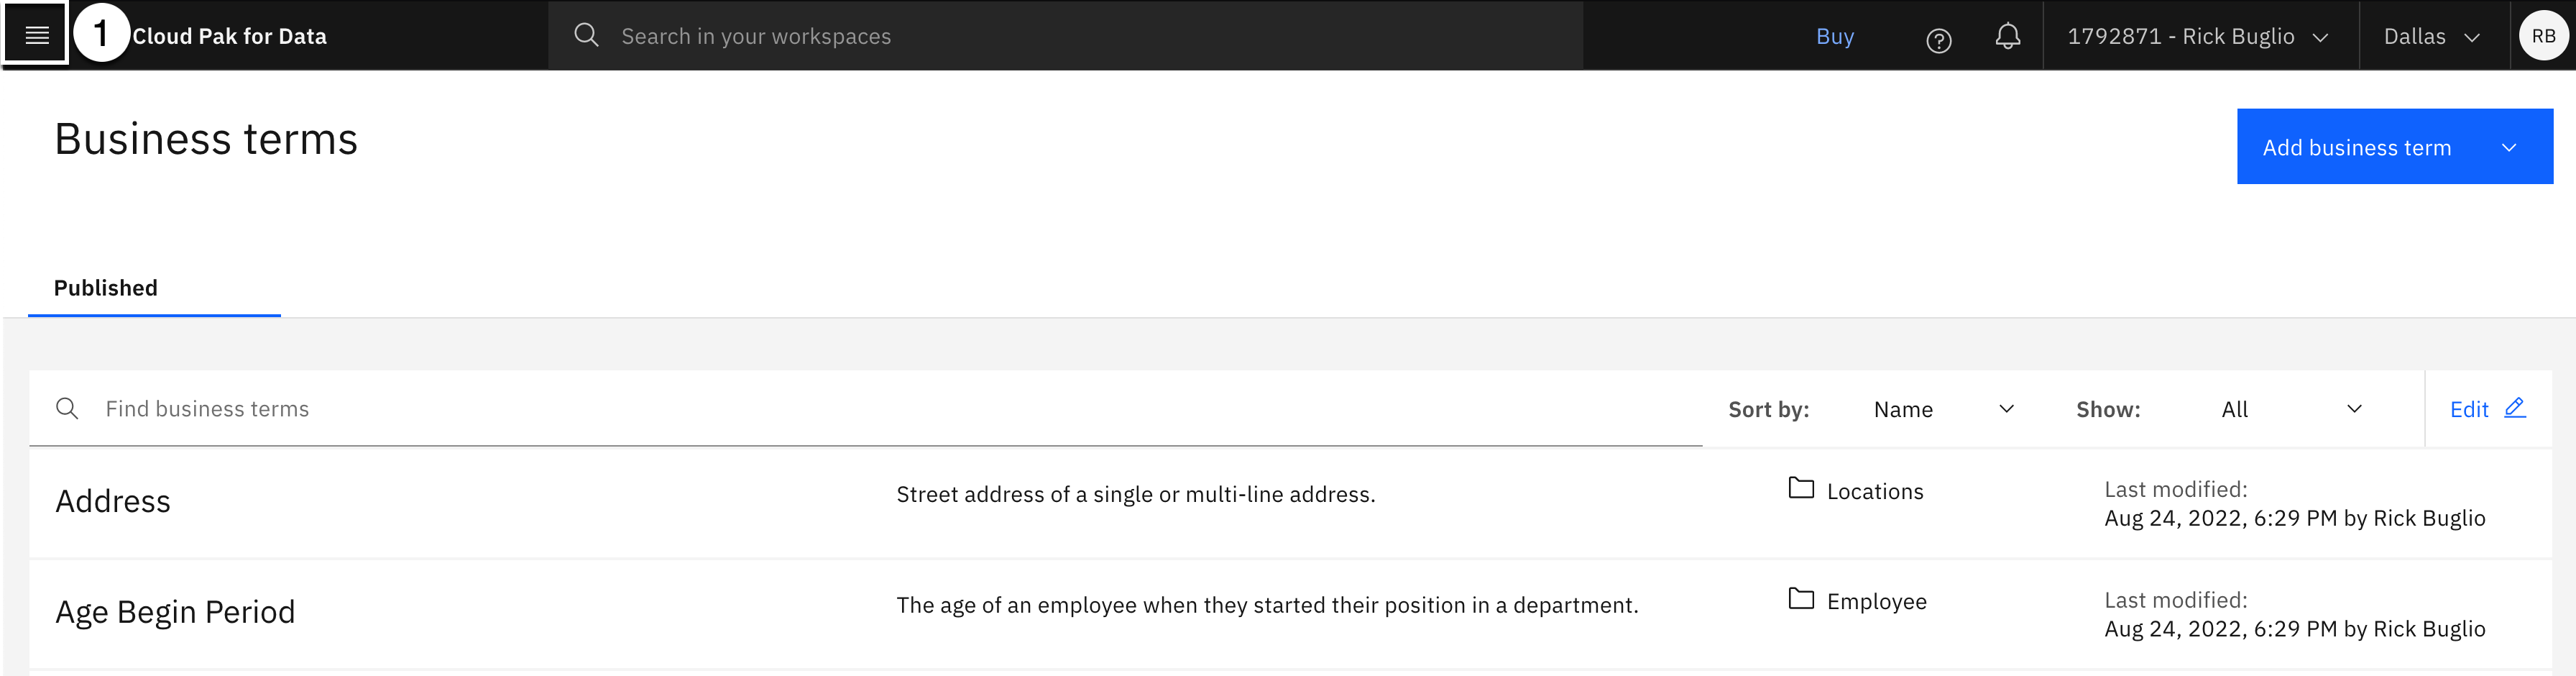 1 Cloud Pak for Data Search in your workspaces Buy 1792871 - Rick Buglio Dallas RB
Business terms
Add business term
Published
Find business terms Sort by: Name Show: All Edit
Address Street address of a single or multi-line address. Locations Last modified:
Aug 24, 2022, 6:29 PM by Rick Buglio
Age Begin Period The age of an employee when they started their position in a department. Employee Last modified:
Aug 24, 2022, 6:29 PM by Rick Buglio